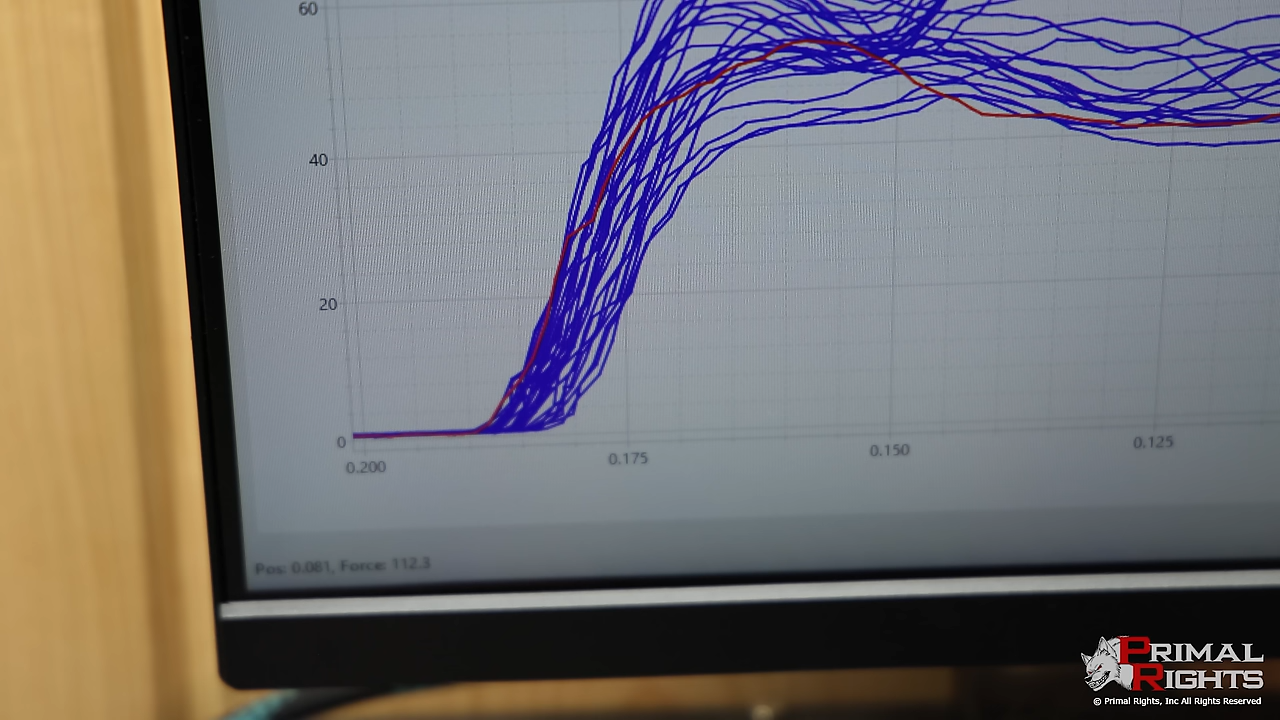 60
40
20
0
0.200
0.175
0.150
0.125
Pos: 0.081, Force: 112.3
PRIMAL
RIGHTS
© Primal Rights, Inc All Rights Reserved